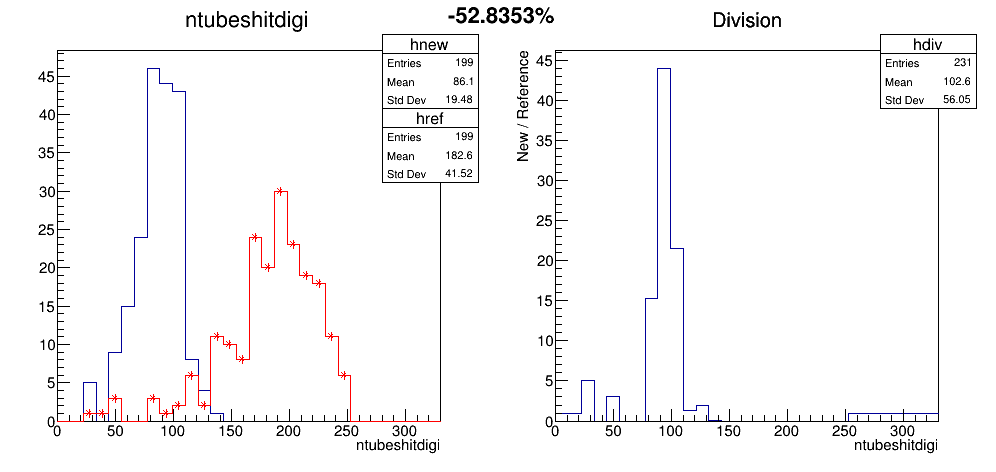 -52.8353%
ntubeshitdigi
hnew
Entries 199
Mean 86.1
Std Dev 19.48
href
Entries 199
Mean 182.6
Std Dev 41.52
45
40
35
30
25
20
15
10
5
0
0 50 100 150 200 250 300
ntubeshitdigi
Division
hdiv
Entries 231
Mean 102.6
Std Dev 56.05
New / Reference
45
40
35
30
25
20
15
10
5
0
0 50 100 150 200 250 300
ntubeshitdigi